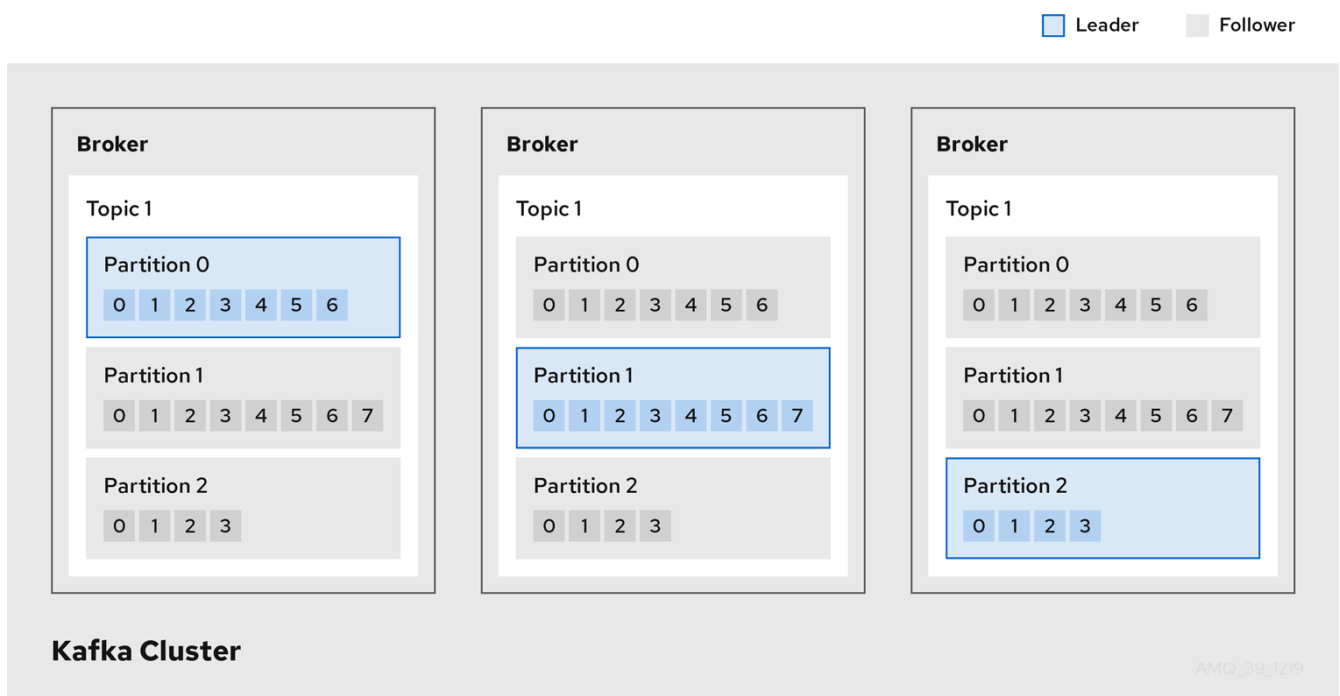 Leader Follower
Broker
Topic 1
Partition 0
0 1 2 3 4 5 6
Partition 1
0 1 2 3 4 5 6 7
Partition 2
0 1 2 3
Broker
Topic 1
Partition 0
0 1 2 3 4 5 6
Partition 1
0 1 2 3 4 5 6 7
Partition 2
0 1 2 3
Broker
Topic 1
Partition 0
0 1 2 3 4 5 6
Partition 1
0 1 2 3 4 5 6 7
Partition 2
0 1 2 3
Kafka Cluster
AMQ_39_1219